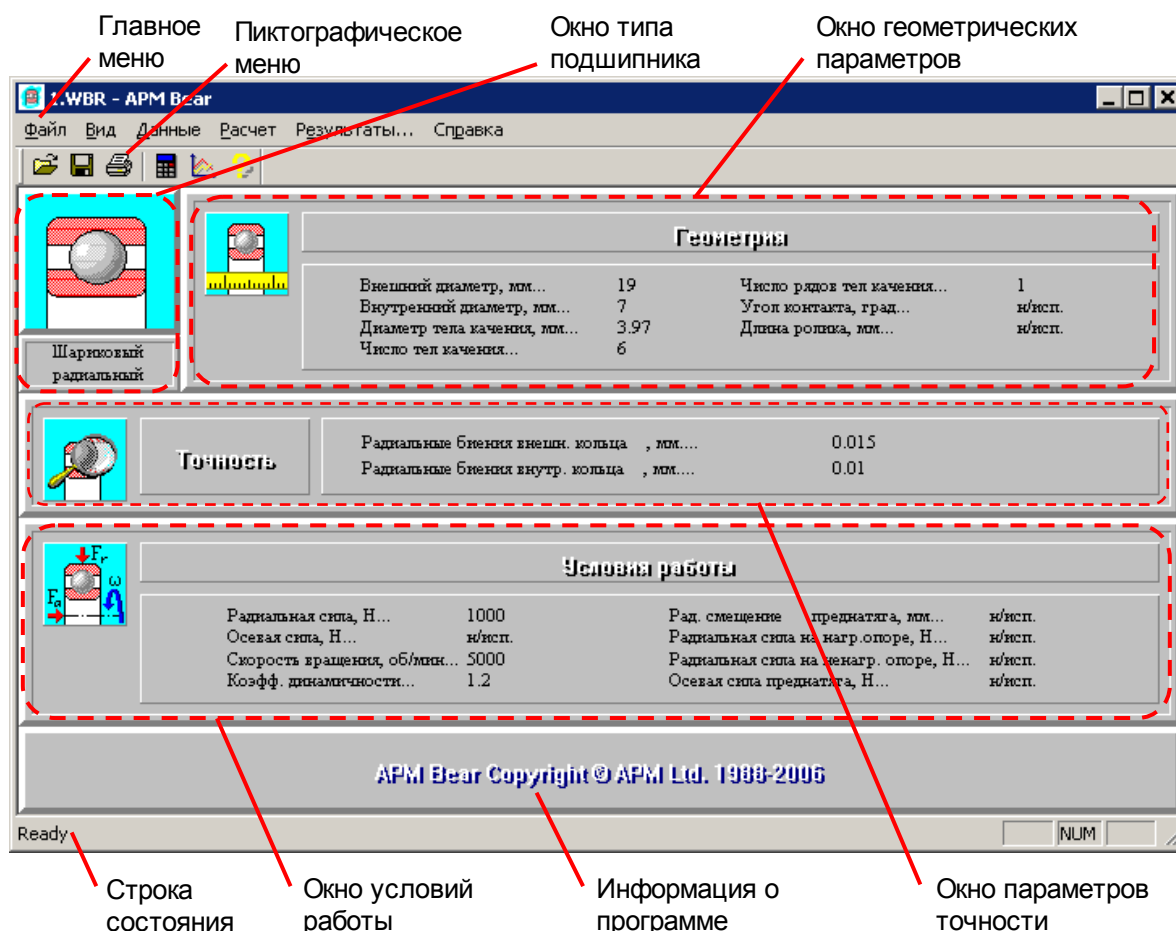 Главное меню
Пиктографическое меню
Окно типа подшипника
Окно геометрических параметров
1.WBR - APM Bear
Файл Вид Данные Расчет Результаты... Справка
Шариковый
радиальный
Геометрия
Внешний диаметр, мм... 19 Число рядов тел качения... 1
Внутренний диаметр, мм... 7 Угол контакта, град... н/исп.
Диаметр тела качения, мм... 3.97 Длина ролика, мм... н/исп.
Число тел качения... 6
Точность
Радиальные биения внешн. кольца , мм.... 0.015
Радиальные биения внутр. кольца , мм.... 0.01
Fr
ω
Fa
Условия работы
Радиальная сила, Н... 1000 Рад. смещение преднатяга, мм... н/исп.
Осевая сила, Н... н/исп. Радиальная сила на нагр.опоре, Н... н/исп.
Скорость вращения, об/мин... 5000 Радиальная сила на ненагр. опоре, Н... н/исп.
Коэфф. динамичности... 1.2 Осевая сила преднатяга, Н... н/исп.
APM Bear Copyright © APM Ltd. 1988-2006
Ready NUM
Строка состояния
Окно условий работы
Информация о программе
Окно параметров точности